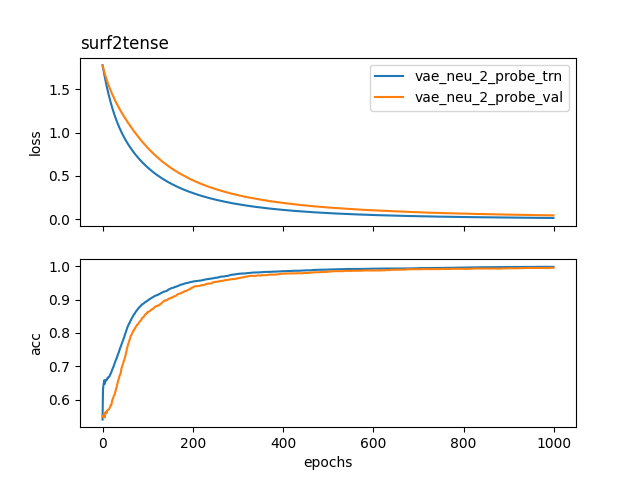 surf2tense
vae_neu_2_probe_trn
vae_neu_2_probe_val
loss
1.5
1.0
0.5
0.0
acc
1.0
0.9
0.8
0.7
0.6
0 200 400 600 800 1000
epochs